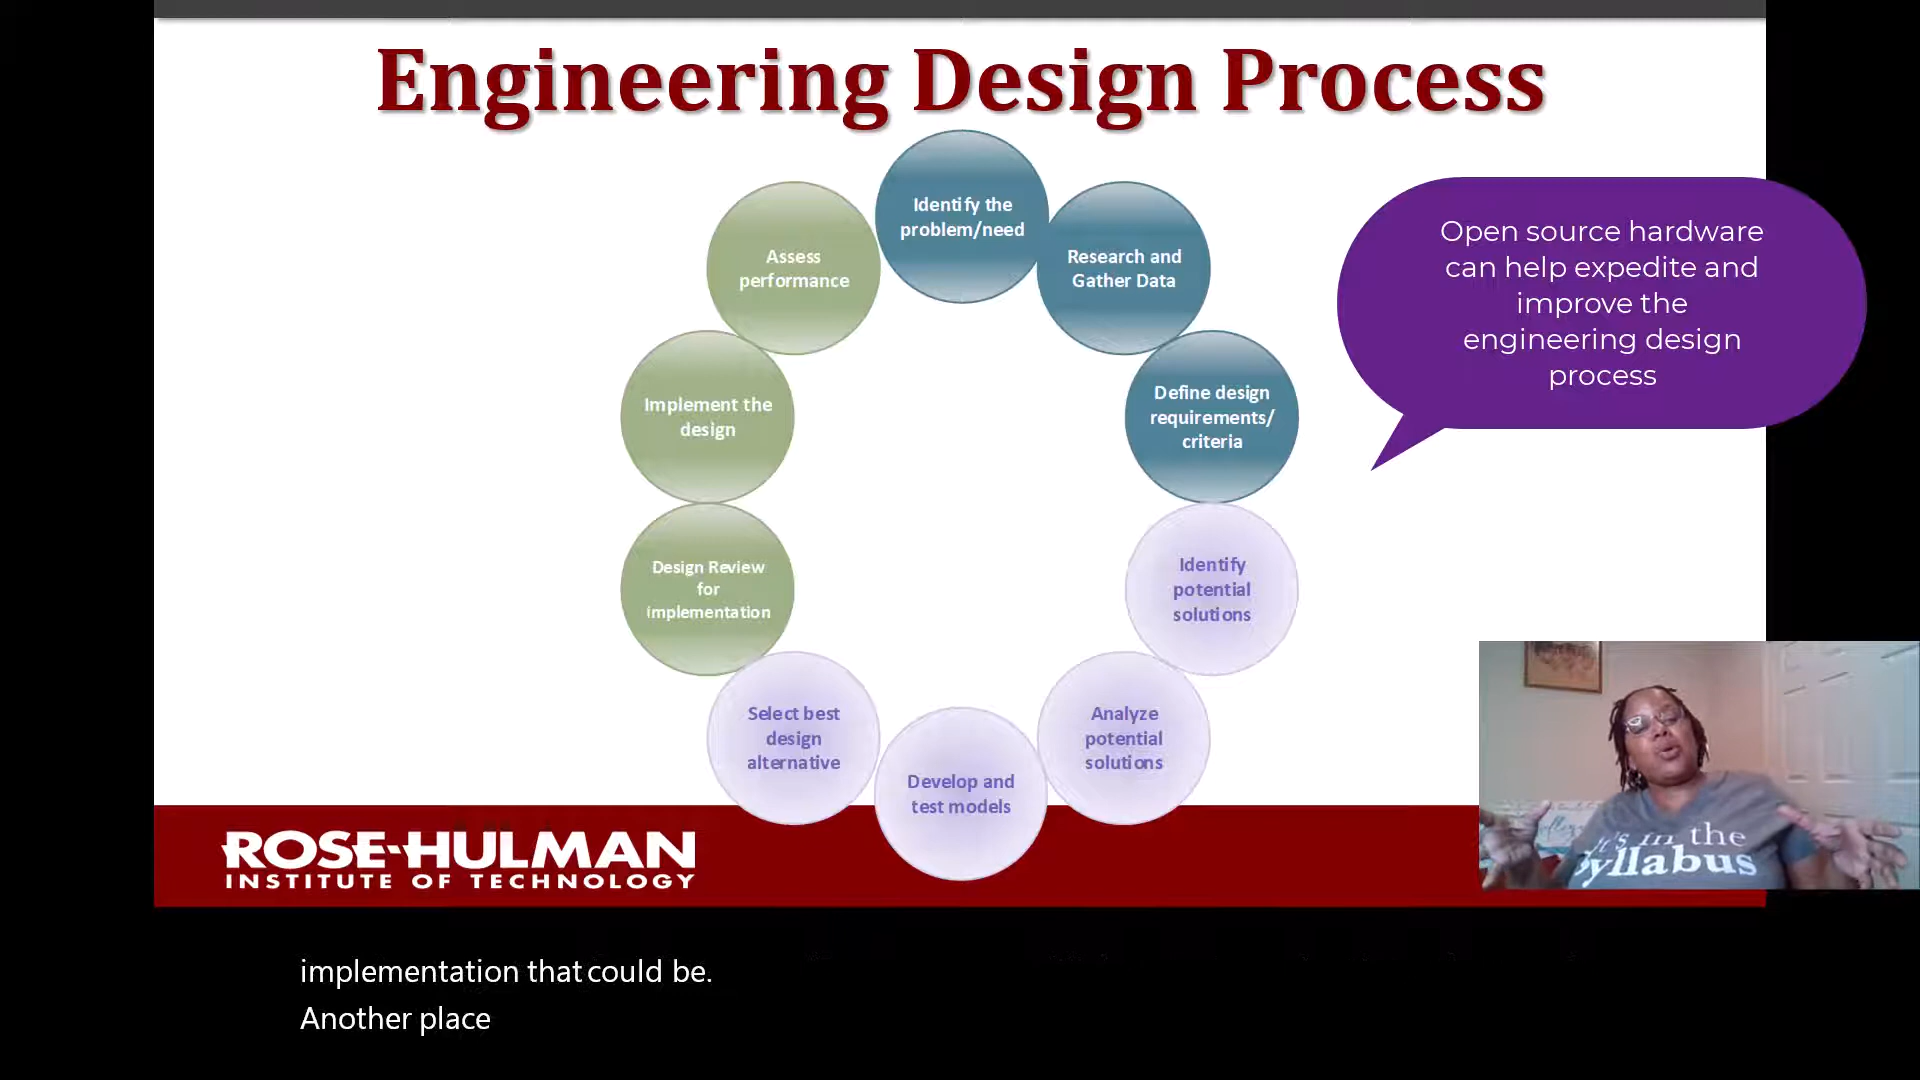 Engineering Design Process
Identify the
problem/need
Research and
Gather Data
Define design
requirements/
criteria
Identify
potential
solutions
Analyze
potential
solutions
Develop and
test models
Select best
design
alternative
Design Review
for
implementation
Implement the
design
Assess
performance
Open source hardware
can help expedite and
improve the
engineering design
process
ROSE-HULMAN
INSTITUTE OF TECHNOLOGY
it's in the
syllabus
implementation that could be.
Another place